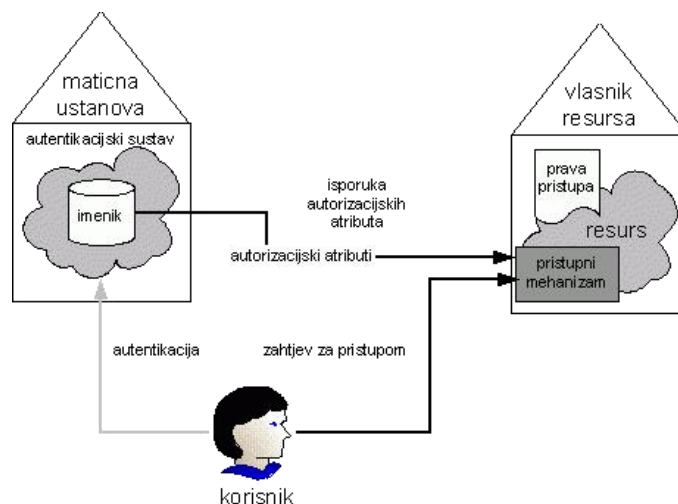 maticna
ustanova
autentikacijski sustav
imenik
vlasnik
resursa
prava
pristupa
resurs
pristupni
mehanizam
isporuka
autorizacijskih
atributa
autorizacijski atributi
autentikacija
zahtjev za pristupom
korisnik